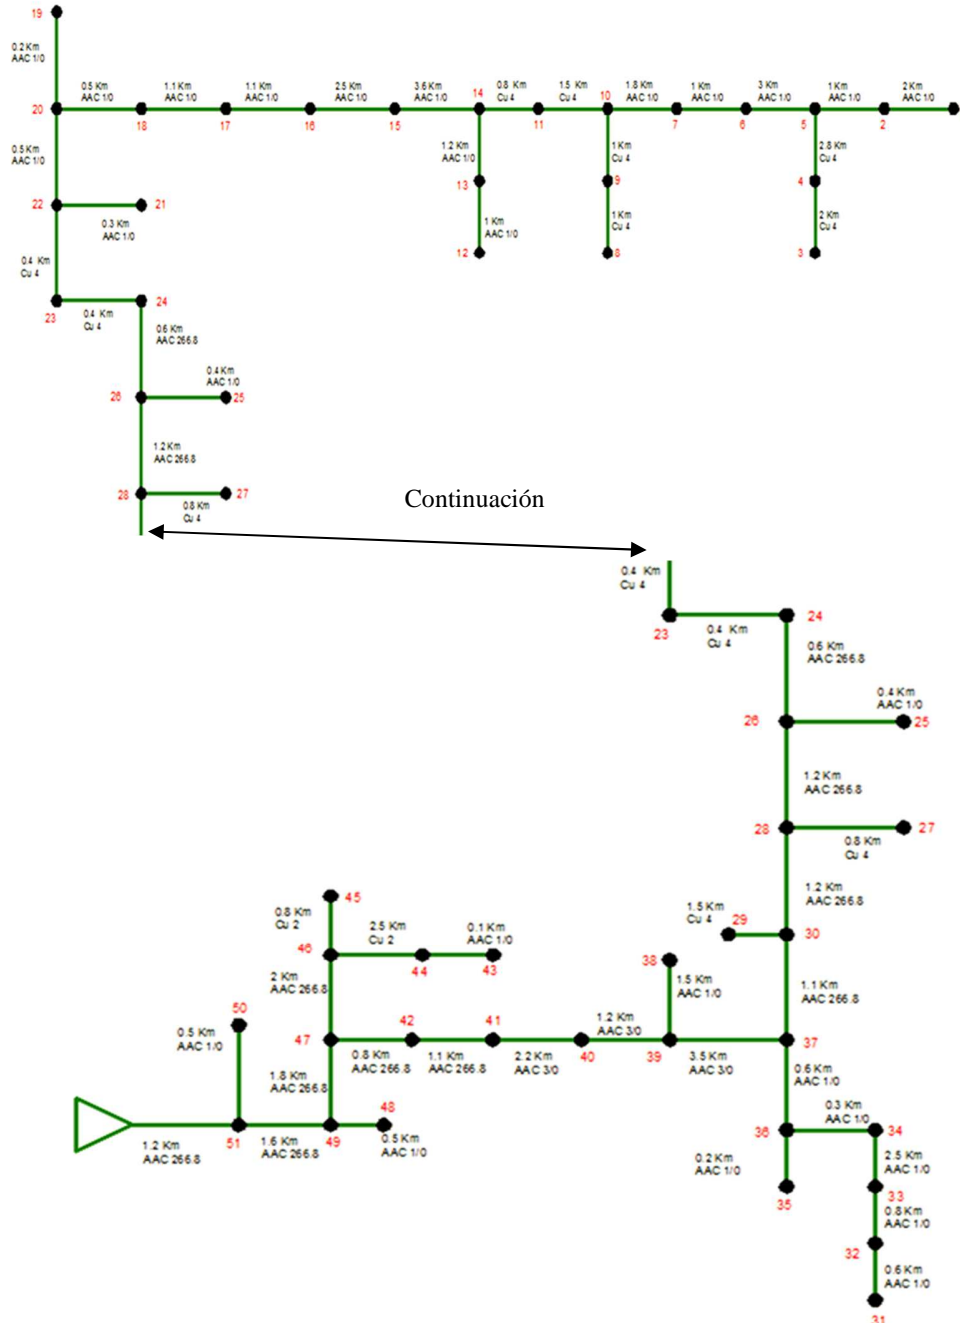 19
0.2 Km
AAC 1/0
0.5 Km
AAC 1/0
1.1 Km
AAC 1/0
1.1 Km
AAC 1/0
2.5 Km
AAC 1/0
3.6 Km
AAC 1/0
14
0.8 Km
Cu 4
1.5 Km
Cu 4
10
1.8 Km
AAC 1/0
1 Km
AAC 1/0
3 Km
AAC 1/0
1 Km
AAC 1/0
2 Km
AAC 1/0
20
18
17
16
15
11
7
6
5
2
0.5 Km
AAC 1/0
1.2 Km
AAC 1/0
1 Km
Cu 4
2.8 Km
Cu 4
13
9
4
22
21
0.3 Km
AAC 1/0
1 Km
AAC 1/0
1 Km
Cu 4
2 Km
Cu 4
12
8
3
0.4 Km
Cu 4
23
24
0.4 Km
Cu 4
0.6 Km
AAC 266.8
0.4 Km
AAC 1/0
26
25
1.2 Km
AAC 266.8
28
27
0.8 Km
Cu 4
Continuación
0.4 Km
Cu 4
23
24
0.4 Km
Cu 4
0.6 Km
AAC 266.8
0.4 Km
AAC 1/0
26
25
1.2 Km
AAC 266.8
28
27
0.8 Km
Cu 4
1.2 Km
AAC 266.8
45
0.8 Km
Cu 2
2.5 Km
Cu 2
0.1 Km
AAC 1/0
1.5 Km
Cu 4
29
30
46
44
43
38
2 Km
AAC 266.8
1.5 Km
AAC 1/0
1.1 Km
AAC 266.8
50
0.5 Km
AAC 1/0
42
41
1.2 Km
AAC 3/0
47
40
39
37
0.8 Km
AAC 266.8
1.1 Km
AAC 266.8
2.2 Km
AAC 3/0
3.5 Km
AAC 3/0
1.8 Km
AAC 266.8
0.6 Km
AAC 1/0
48
0.3 Km
AAC 1/0
1.2 Km
AAC 266.8
51
1.6 Km
AAC 266.8
49
0.5 Km
AAC 1/0
36
34
0.2 Km
AAC 1/0
2.5 Km
AAC 1/0
35
33
0.8 Km
AAC 1/0
32
0.6 Km
AAC 1/0
31